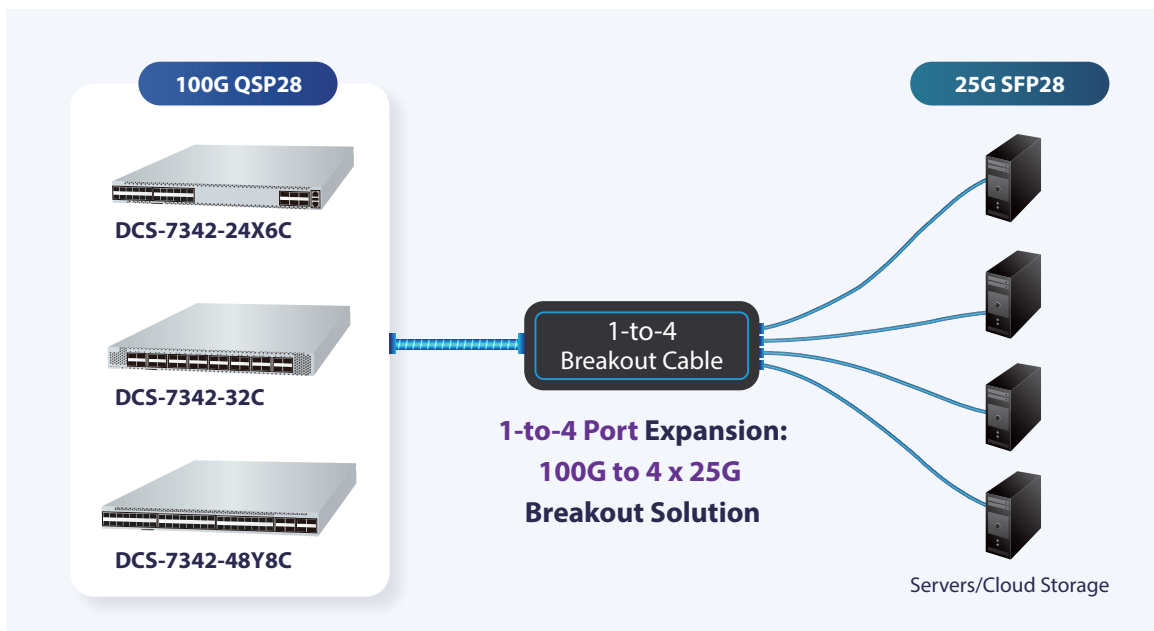 100G QSP28
25G SFP28
DCS-7342-24X6C
DCS-7342-32C
DCS-7342-48Y8C
1-to-4
Breakout Cable
1-to-4 Port Expansion:
100G to 4 x 25G
Breakout Solution
Servers/Cloud Storage